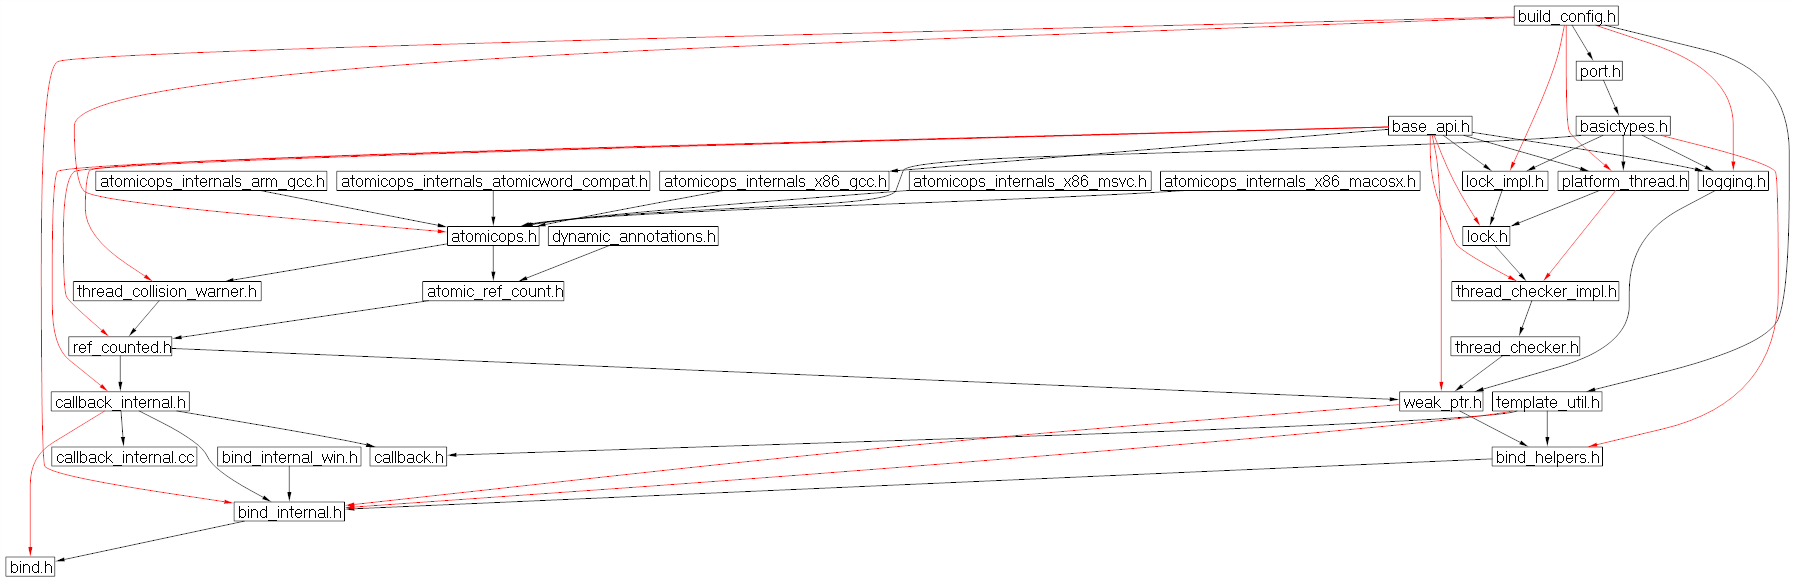 build_config.h
port.h
base_api.h
basictypes.h
atomicops_internals_arm_gcc.h
atomicops_internals_atomicword_compat.h
atomicops_internals_x86_gcc.h
atomicops_internals_x86_msvc.h
atomicops_internals_x86_macosx.h
lock_impl.h
platform_thread.h
logging.h
atomicops.h
dynamic_annotations.h
lock.h
thread_collision_warner.h
atomic_ref_count.h
thread_checker_impl.h
ref_counted.h
thread_checker.h
callback_internal.h
weak_ptr.h
template_util.h
callback_internal.cc
bind_internal_win.h
callback.h
bind_helpers.h
bind_internal.h
bind.h